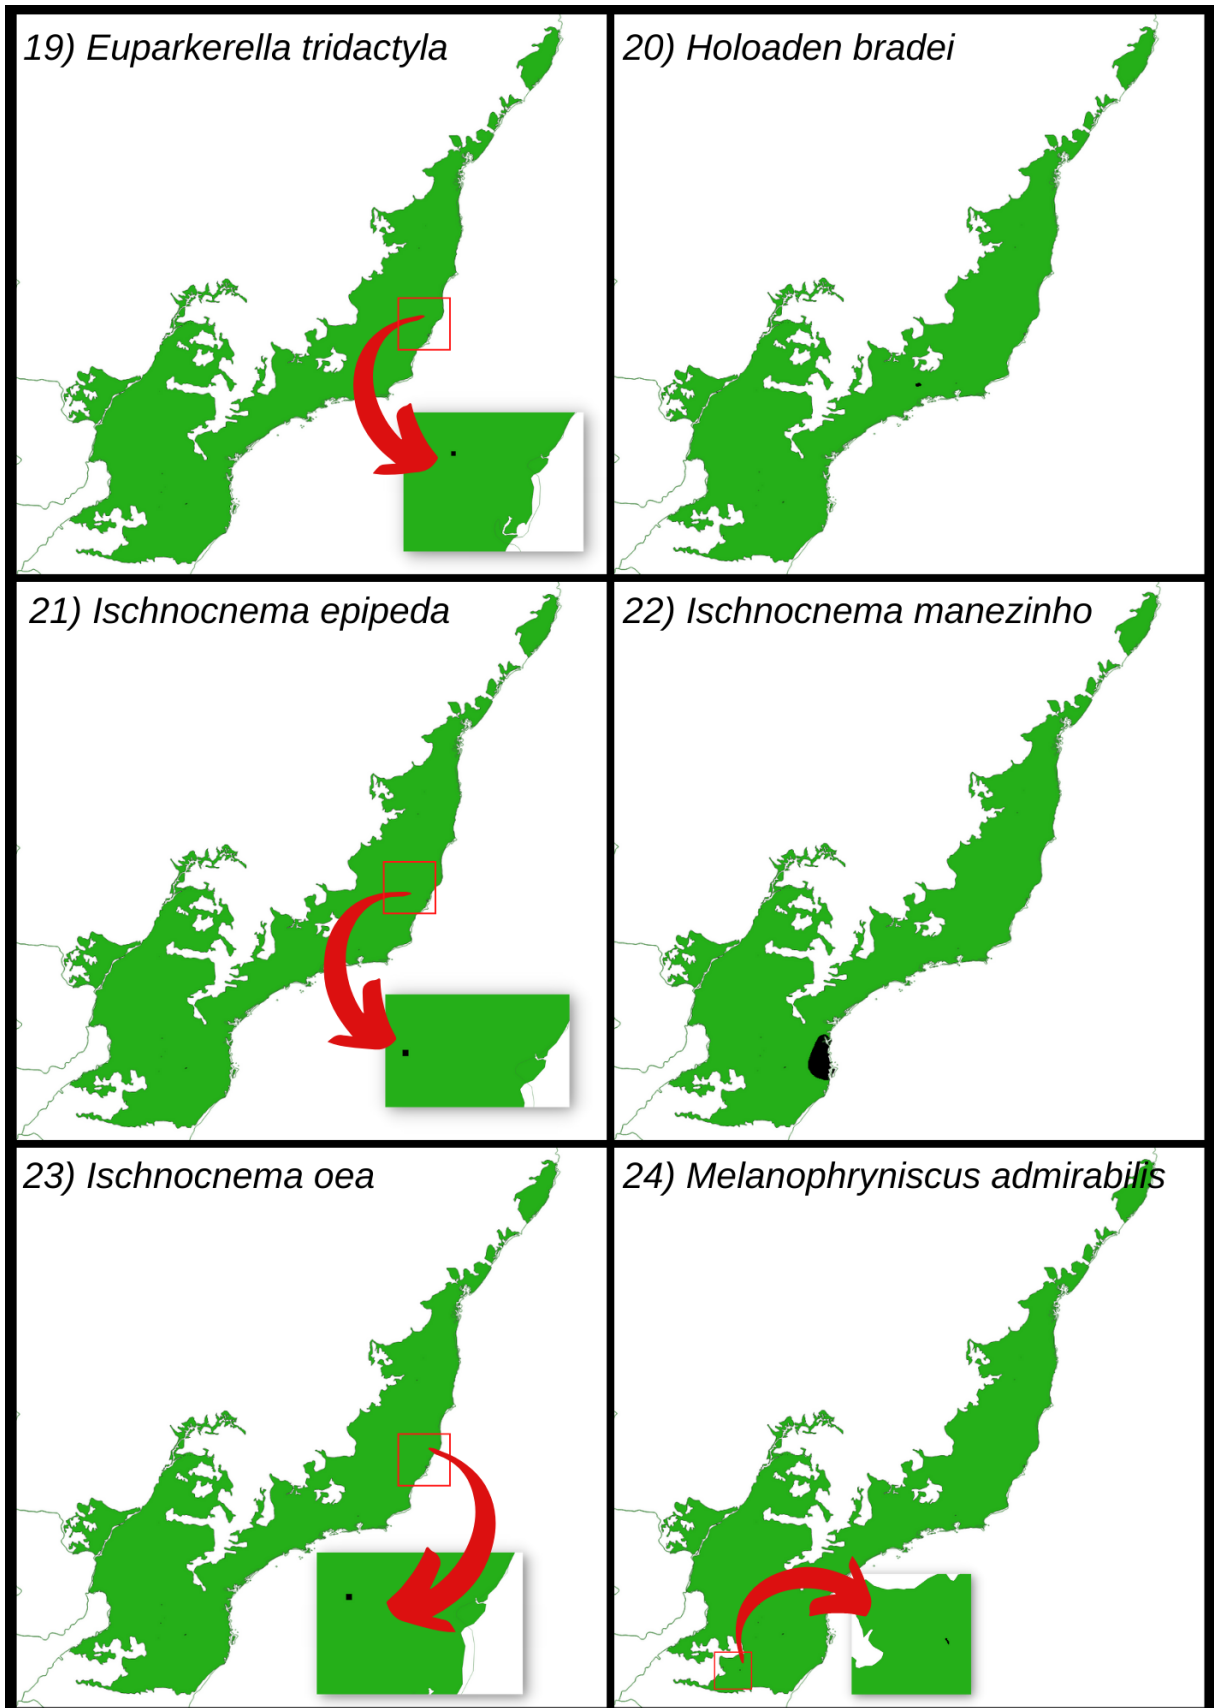 19) Euparkerella tridactyla
20) Holoaden bradei
21) Ischnocnema epipeda
22) Ischnocnema manezinho
23) Ischnocnema oea
24) Melanophryniscus admirabilis